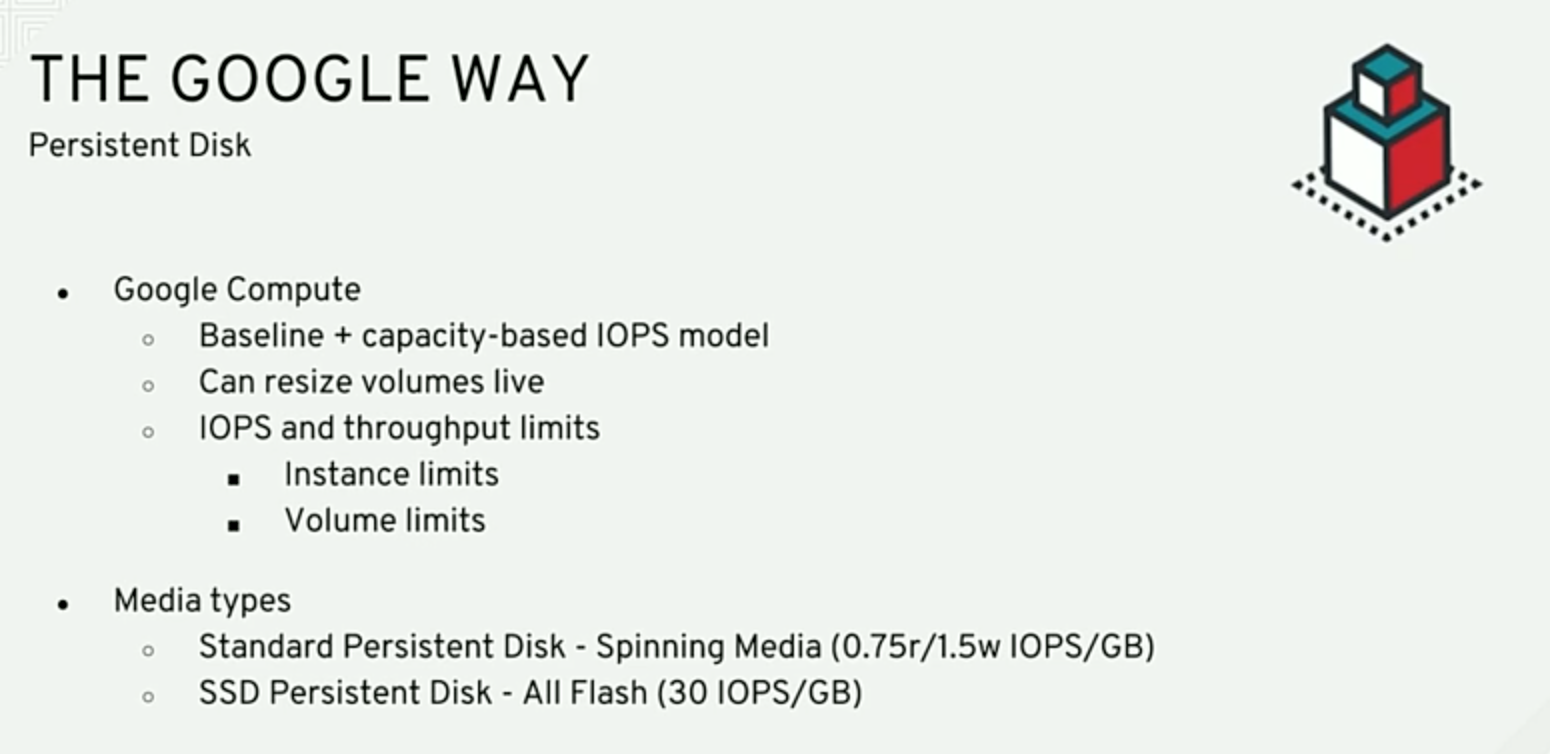 THE GOOGLE WAY
Persistent Disk
Google Compute
Baseline + capacity-based IOPS model
Can resize volumes live
IOPS and throughput limits
Instance limits
Volume limits
Media types
Standard Persistent Disk - Spinning Media (0.75r/1.5w IOPS/GB)
SSD Persistent Disk - All Flash (30 IOPS/GB)